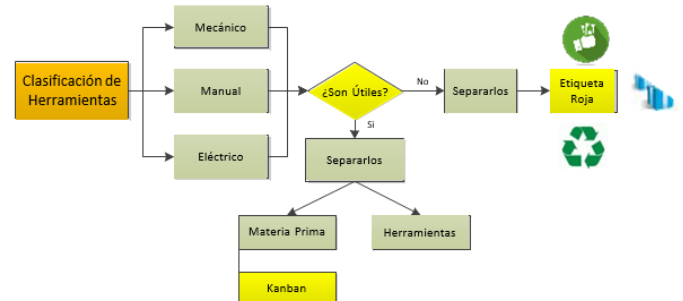 Mecánico
Clasificación de
Herramientas
Manual
¿Son Útiles?
No
Separarlos
Etiqueta
Roja
Si
Eléctrico
Separarlos
Materia Prima
Herramientas
Kanban